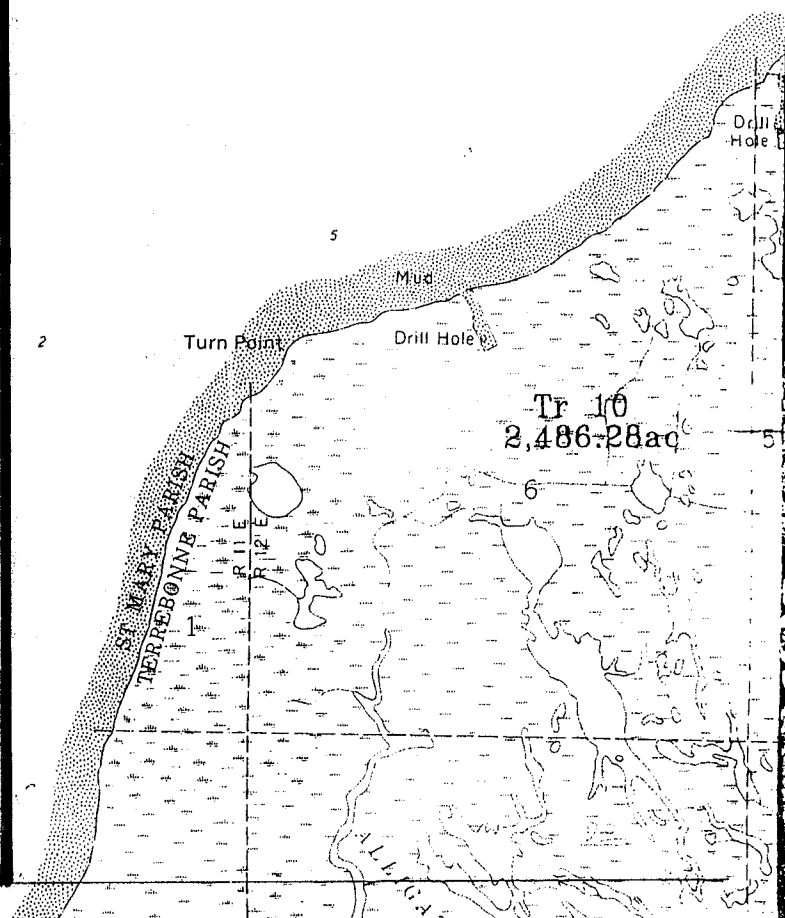 Drill
Hole
5
Mud
2
Turn Point
Drill Hole
Tr 10
2,486.28ac
5
6
ST MARY PARISH
TERREBONNE PARISH
R 11 E
R 12 E
1